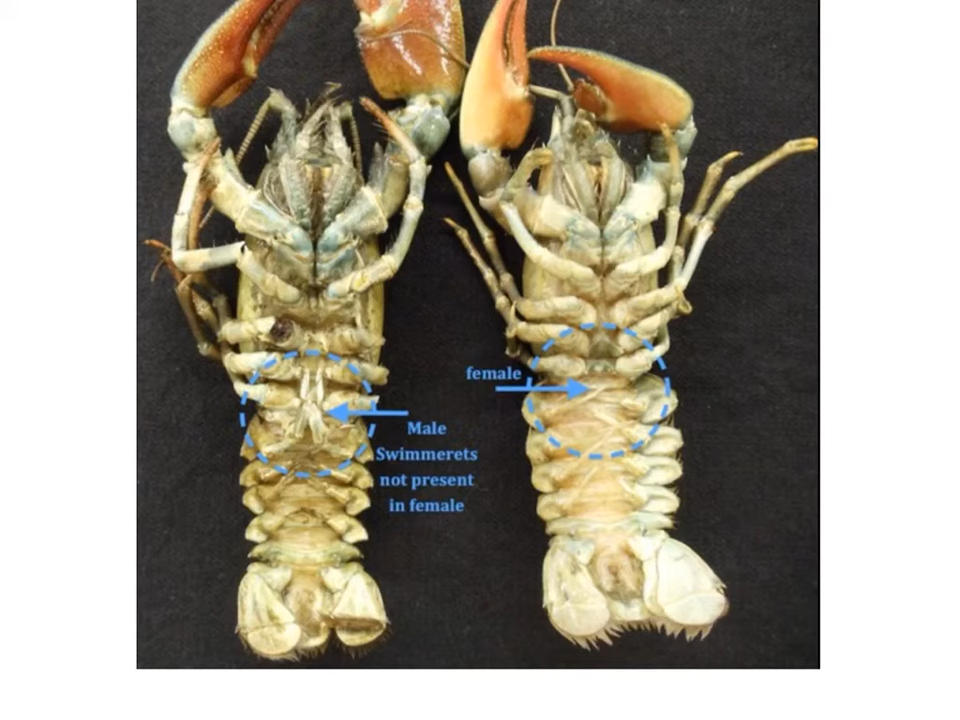 female
Male
Swimmerets
not present
in female